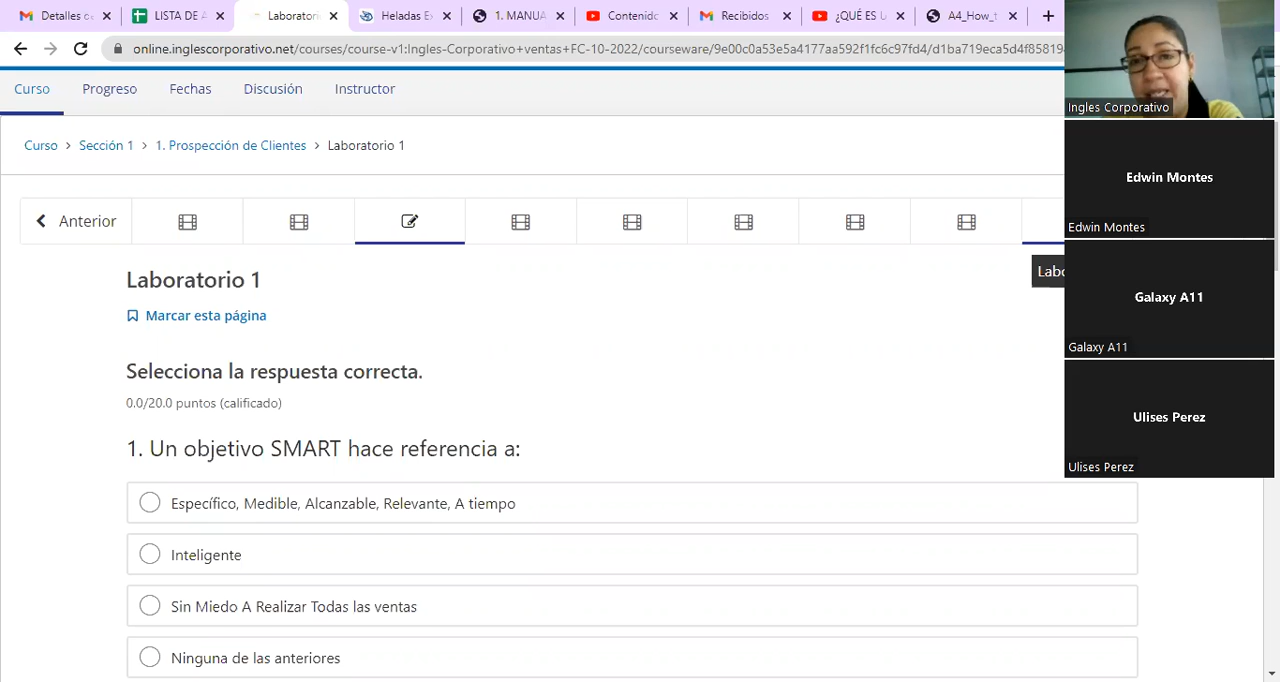 Detalles de
LISTA DE A
Laboratori
Heladas Ex
1. MANUA
Contenido
Recibidos
¿QUÉ ES U
A4_How_t
online.inglescorporativo.net/courses/course-v1:Ingles-Corporativo+ventas+FC-10-2022/courseware/9e00c0a53e5a4177aa592f1fc6c97fd4/d1ba719eca5d4f85819
Curso
Progreso
Fechas
Discusión
Instructor
Curso > Sección 1 > 1. Prospección de Clientes > Laboratorio 1
Anterior
Labo
Laboratorio 1
Marcar esta página
Selecciona la respuesta correcta.
0.0/20.0 puntos (calificado)
1. Un objetivo SMART hace referencia a:
Específico, Medible, Alcanzable, Relevante, A tiempo
Inteligente
Sin Miedo A Realizar Todas las ventas
Ninguna de las anteriores
Ingles Corporativo
Edwin Montes
Edwin Montes
Galaxy A11
Galaxy A11
Ulises Perez
Ulises Perez